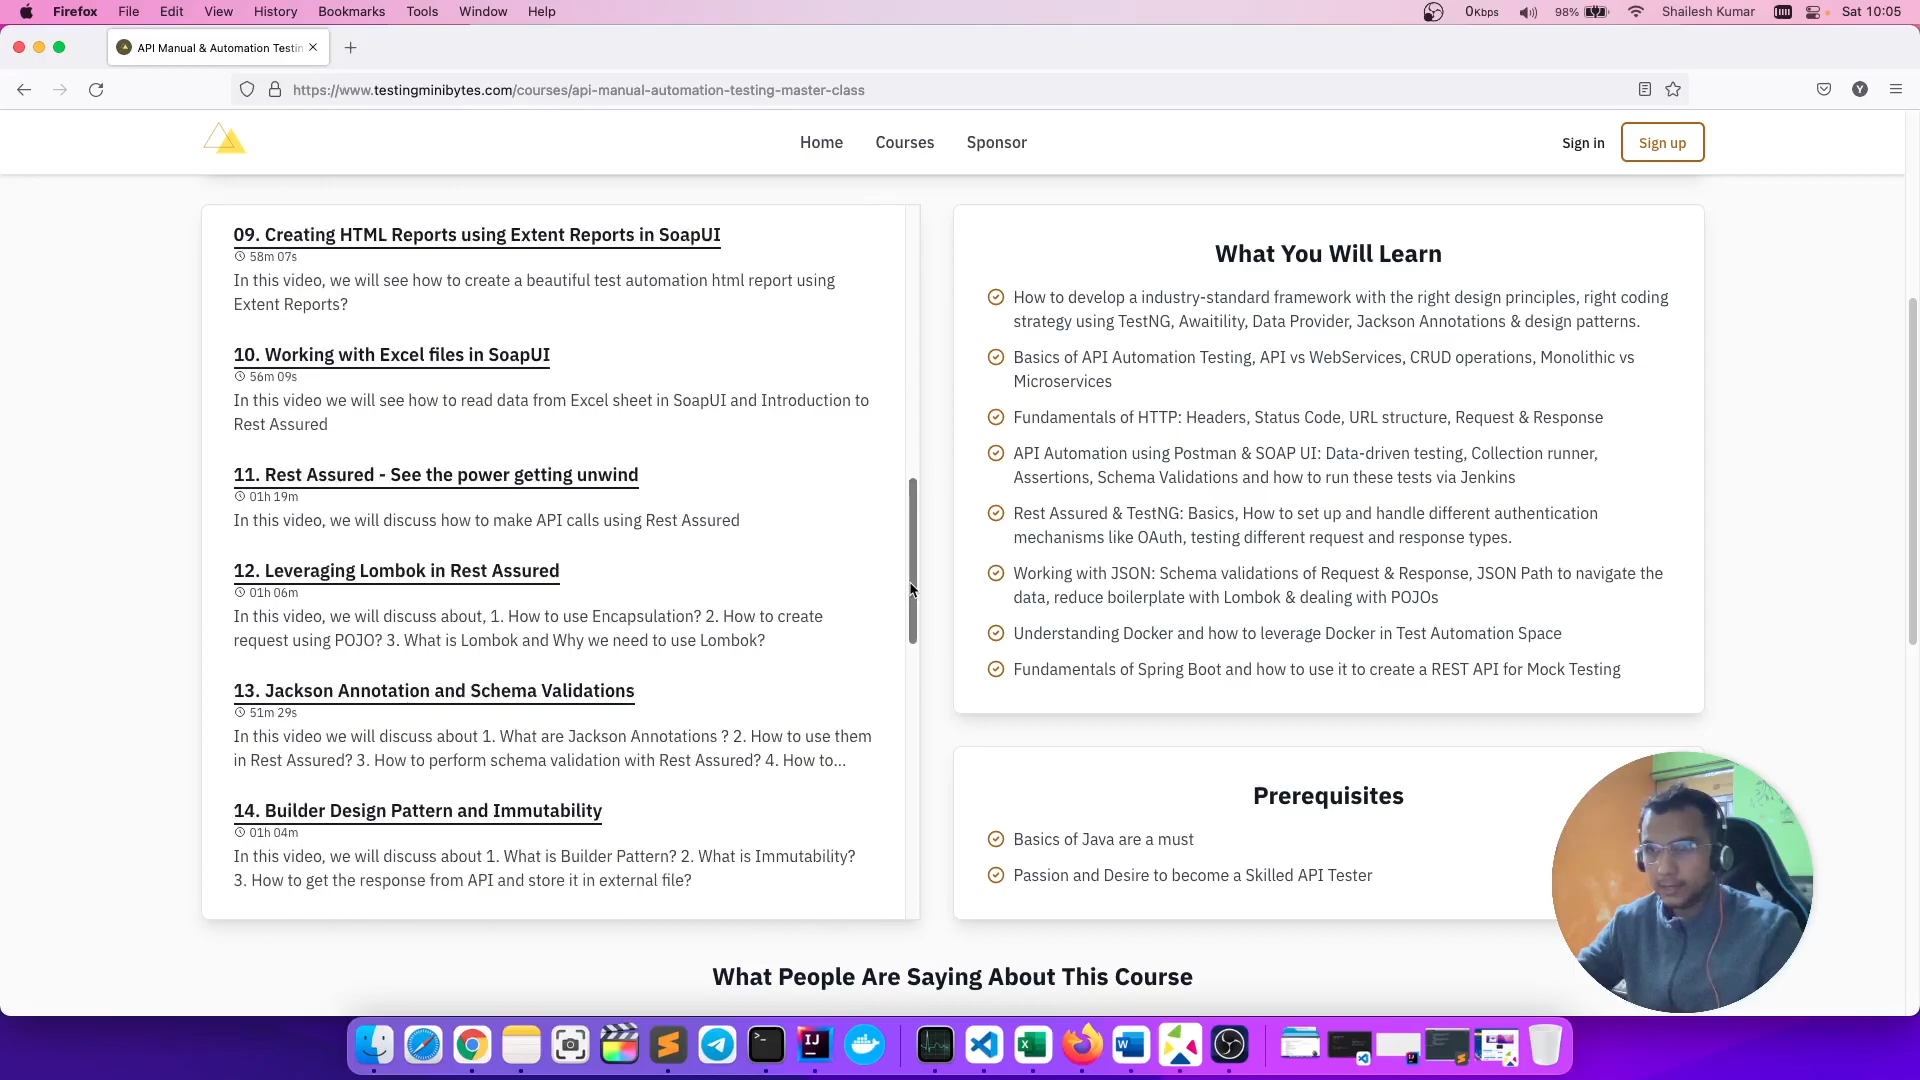 Firefox File Edit View History Bookmarks Tools Window Help 0Kbps 98% Shailesh Kumar Sat 10:05
API Manual & Automation Testin
https://www.testingminibytes.com/courses/api-manual-automation-testing-master-class
Y
Home Courses Sponsor Sign in Sign up
09. Creating HTML Reports using Extent Reports in SoapUI
58m 07s
In this video, we will see how to create a beautiful test automation html report using
Extent Reports?
10. Working with Excel files in SoapUI
56m 09s
In this video we will see how to read data from Excel sheet in SoapUI and Introduction to
Rest Assured
11. Rest Assured - See the power getting unwind
01h 19m
In this video, we will discuss how to make API calls using Rest Assured
12. Leveraging Lombok in Rest Assured
01h 06m
In this video, we will discuss about, 1. How to use Encapsulation? 2. How to create
request using POJO? 3. What is Lombok and Why we need to use Lombok?
13. Jackson Annotation and Schema Validations
51m 29s
In this video we will discuss about 1. What are Jackson Annotations ? 2. How to use them
in Rest Assured? 3. How to perform schema validation with Rest Assured? 4. How to...
14. Builder Design Pattern and Immutability
01h 04m
In this video, we will discuss about 1. What is Builder Pattern? 2. What is Immutability?
3. How to get the response from API and store it in external file?
What You Will Learn
How to develop a industry-standard framework with the right design principles, right coding
strategy using TestNG, Awaitility, Data Provider, Jackson Annotations & design patterns.
Basics of API Automation Testing, API vs WebServices, CRUD operations, Monolithic vs
Microservices
Fundamentals of HTTP: Headers, Status Code, URL structure, Request & Response
API Automation using Postman & SOAP UI: Data-driven testing, Collection runner,
Assertions, Schema Validations and how to run these tests via Jenkins
Rest Assured & TestNG: Basics, How to set up and handle different authentication
mechanisms like OAuth, testing different request and response types.
Working with JSON: Schema validations of Request & Response, JSON Path to navigate the
data, reduce boilerplate with Lombok & dealing with POJOs
Understanding Docker and how to leverage Docker in Test Automation Space
Fundamentals of Spring Boot and how to use it to create a REST API for Mock Testing
Prerequisites
Basics of Java are a must
Passion and Desire to become a Skilled API Tester
What People Are Saying About This Course
IJ